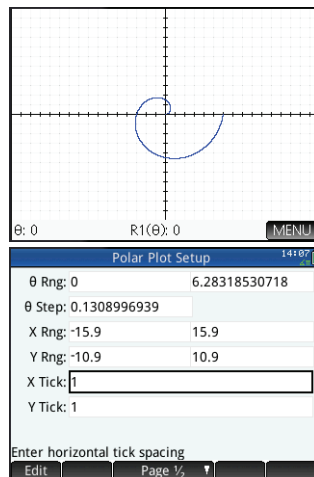 θ: 0 R1(θ): 0 MENU
Polar Plot Setup 14:07
θ Rng: 0 6.28318530718
θ Step: 0.1308996939
X Rng: -15.9 15.9
Y Rng: -10.9 10.9
X Tick: 1
Y Tick: 1
Enter horizontal tick spacing
Edit Page ½